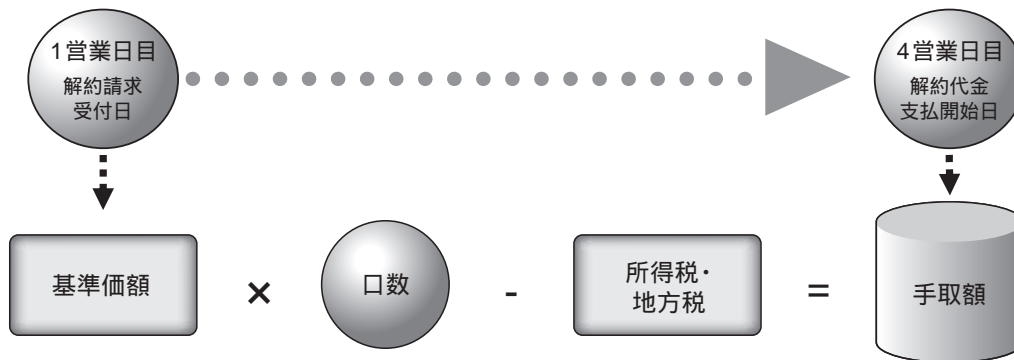 1営業日目
解約請求
受付日
4営業日目
解約代金
支払開始日
基準価額
×
口数
-
所得税・
地方税
=
手取額